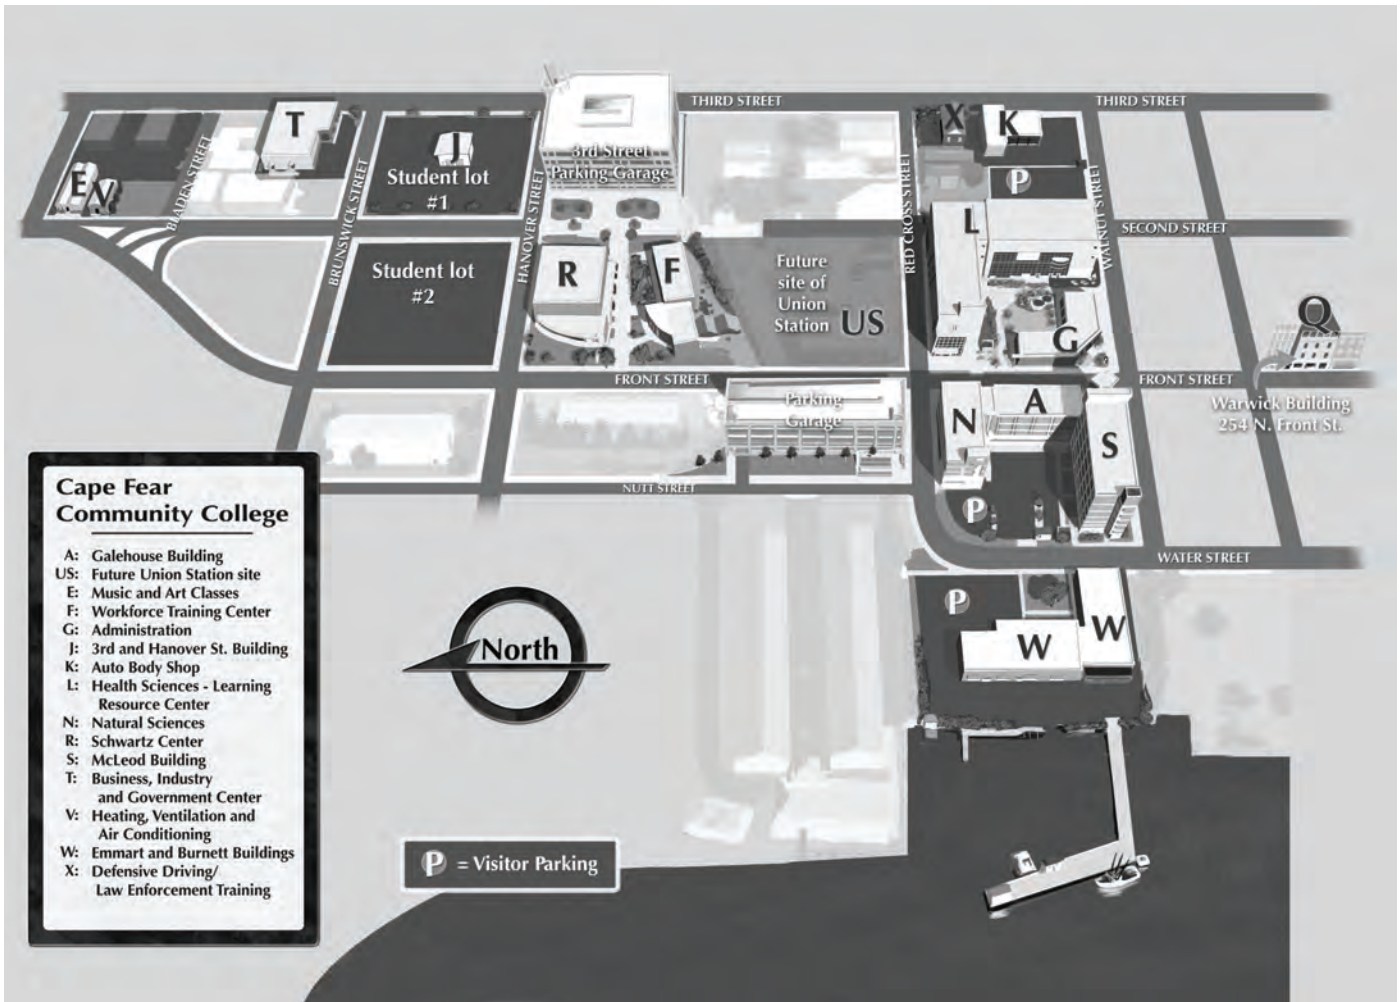 THIRD STREET
THIRD STREET
T
X
K
J
E
V
3rd Street
Parking Garage
Student lot
#1
P
BLADEN STREET
BRUNSWICK STREET
HANOVER STREET
RED CROSS STREET
WALNUT STREET
L
SECOND STREET
Student lot
#2
R
F
Future
site of
Union
Station
US
G
Q
FRONT STREET
FRONT STREET
Warwick Building
254 N. Front St.
Parking
Garage
N
A
S
NUTT STREET
P
WATER STREET
P
W
W
Cape Fear
Community College
A: Galehouse Building
US: Future Union Station site
E: Music and Art Classes
F: Workforce Training Center
G: Administration
J: 3rd and Hanover St. Building
K: Auto Body Shop
L: Health Sciences - Learning
Resource Center
N: Natural Sciences
R: Schwartz Center
S: McLeod Building
T: Business, Industry
and Government Center
V: Heating, Ventilation and
Air Conditioning
W: Emmart and Burnett Buildings
X: Defensive Driving/
Law Enforcement Training
North
P = Visitor Parking